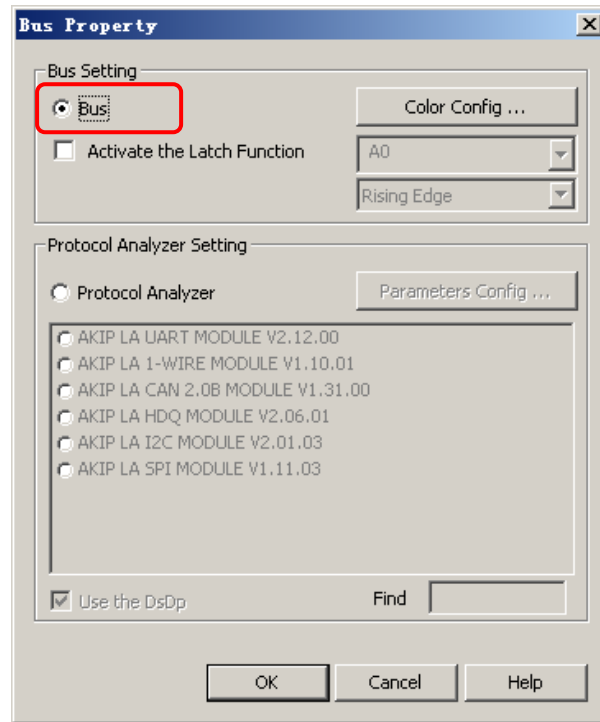 Bus Property
Bus Setting
Bus
Color Config ...
Activate the Latch Function
A0
Rising Edge
Protocol Analyzer Setting
Protocol Analyzer
Parameters Config ...
AKIP LA UART MODULE V2.12.00
AKIP LA 1-WIRE MODULE V1.10.01
AKIP LA CAN 2.0B MODULE V1.31.00
AKIP LA HDQ MODULE V2.06.01
AKIP LA I2C MODULE V2.01.03
AKIP LA SPI MODULE V1.11.03
Use the DsDp
Find
OK
Cancel
Help